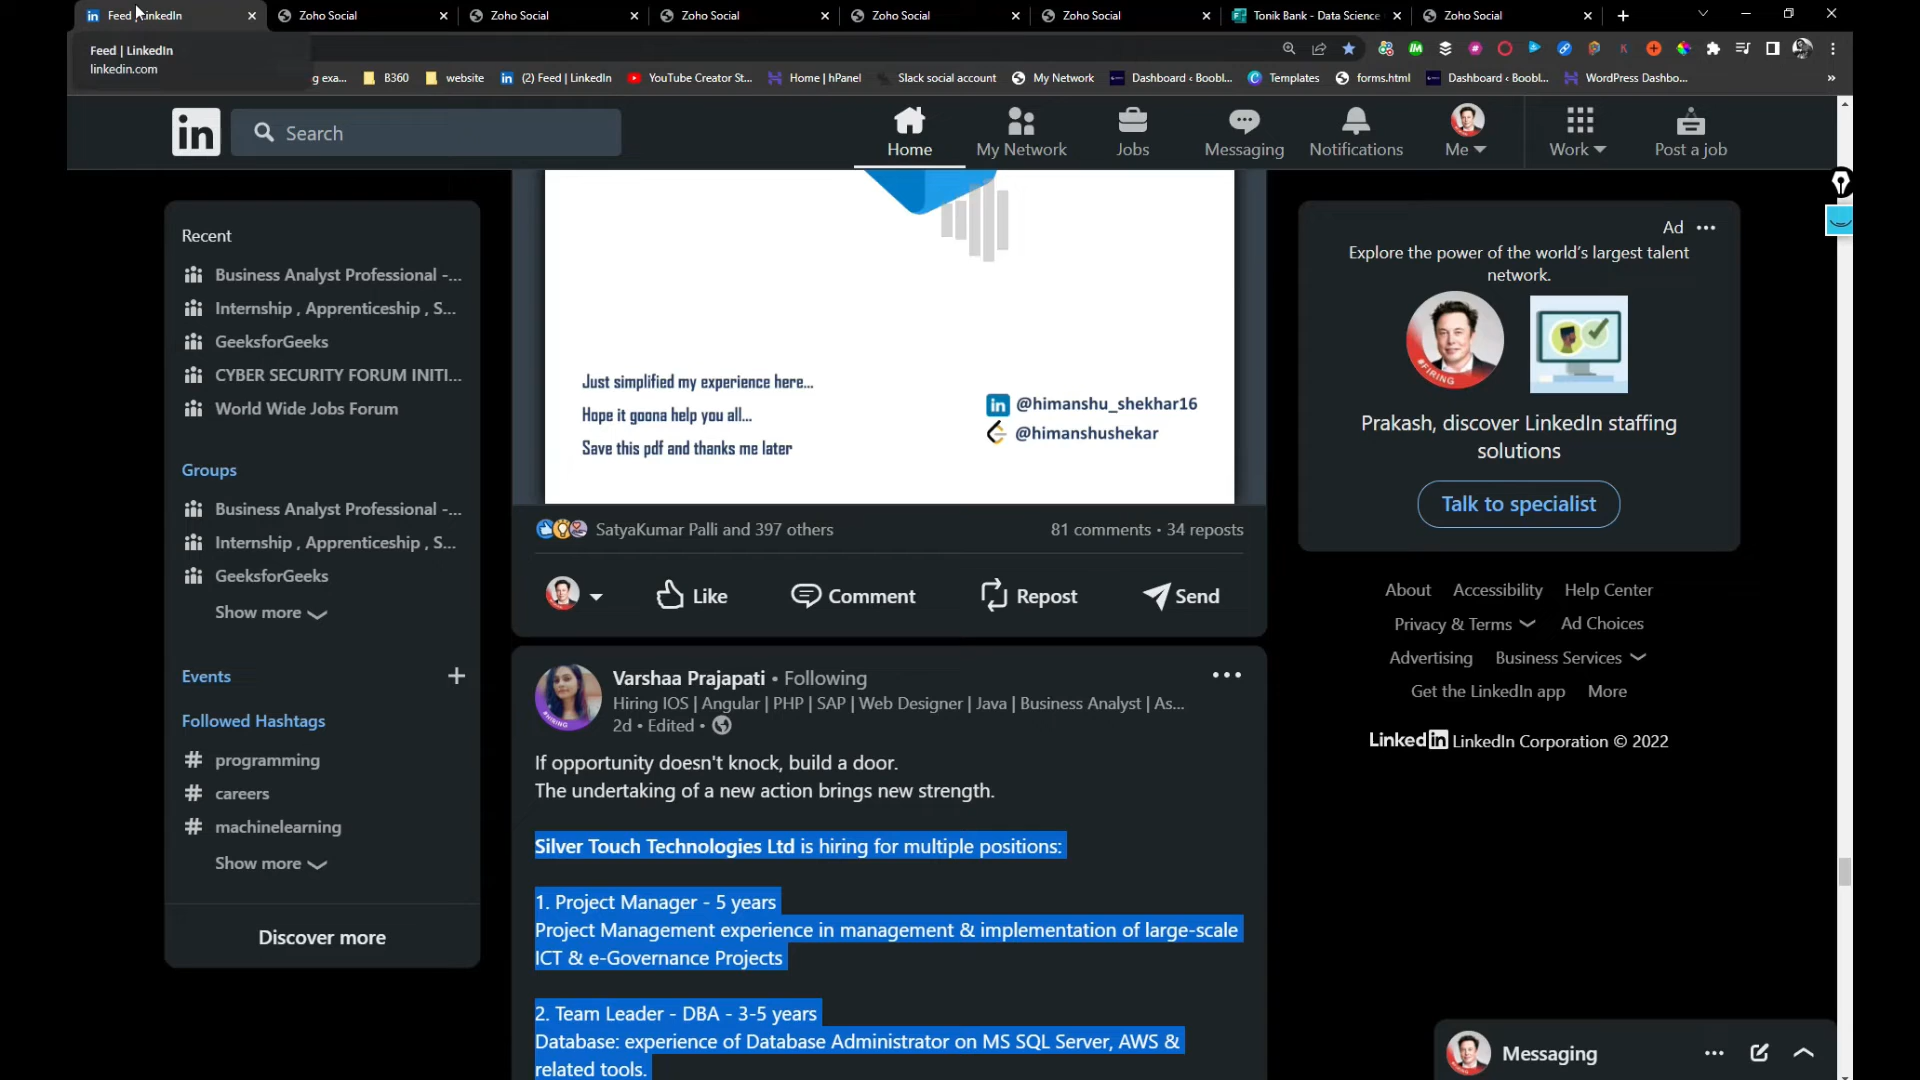 Feed | LinkedIn
Zoho Social
Zoho Social
Zoho Social
Zoho Social
Zoho Social
Tonik Bank - Data Science
Zoho Social
Feed | LinkedIn
linkedin.com
g exa...
B360
website
(2) Feed | LinkedIn
YouTube Creator St...
Home | hPanel
Slack social account
My Network
Dashboard ‹ Boobl...
Templates
forms.html
Dashboard ‹ Boobl...
WordPress Dashbo...
»
in
Search
Home
My Network
Jobs
Messaging
Notifications
Me
Work
Post a job
Recent
Business Analyst Professional -...
Internship , Apprenticeship , S...
GeeksforGeeks
CYBER SECURITY FORUM INITI...
World Wide Jobs Forum
Groups
Business Analyst Professional -...
Internship , Apprenticeship , S...
GeeksforGeeks
Show more
Events
Followed Hashtags
# programming
# careers
# machinelearning
Show more
Discover more
Just simplified my experience here...
Hope it goona help you all...
Save this pdf and thanks me later
in @himanshu_shekhar16
@himanshushekar
SatyaKumar Palli and 397 others
81 comments • 34 reposts
Like
Comment
Repost
Send
#HIRING
Varshaa Prajapati • Following
Hiring IOS | Angular | PHP | SAP | Web Designer | Java | Business Analyst | As...
2d • Edited •
If opportunity doesn't knock, build a door.
The undertaking of a new action brings new strength.
Silver Touch Technologies Ltd is hiring for multiple positions:
1. Project Manager - 5 years
Project Management experience in management & implementation of large-scale
ICT & e-Governance Projects
2. Team Leader - DBA - 3-5 years
Database: experience of Database Administrator on MS SQL Server, AWS &
related tools.
Ad
Explore the power of the world's largest talent
network.
#FIRING
Prakash, discover LinkedIn staffing
solutions
Talk to specialist
About
Accessibility
Help Center
Privacy & Terms
Ad Choices
Advertising
Business Services
Get the LinkedIn app
More
LinkedIn LinkedIn Corporation © 2022
Messaging